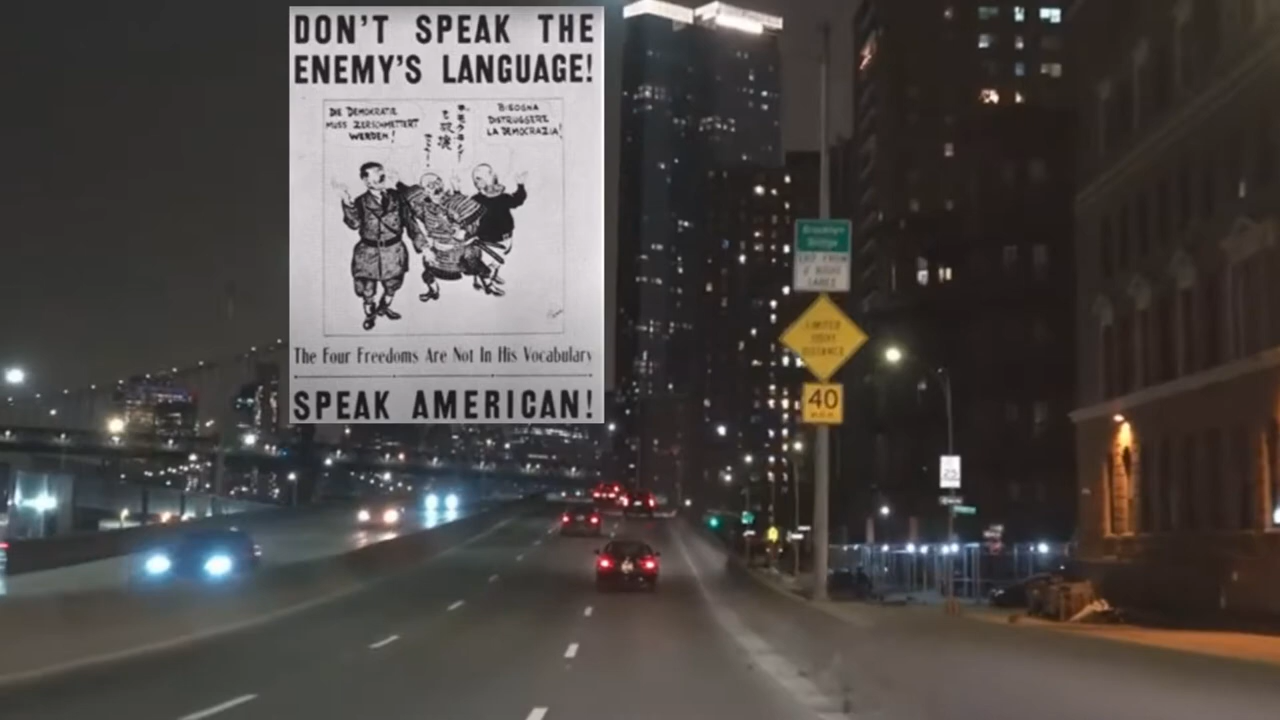 DON'T SPEAK THE
ENEMY'S LANGUAGE!
DIE DEMOKRATIE
MUSS ZERSCHMETTERT
WERDEN!
BISOGNA
DISTRUGGERE
LA DEMOCRAZIA!
The Four Freedoms Are Not In His Vocabulary
SPEAK AMERICAN!
Brooklyn
Bridge
LIMITED
SIGHT
DISTANCE
40
M.P.H.
25